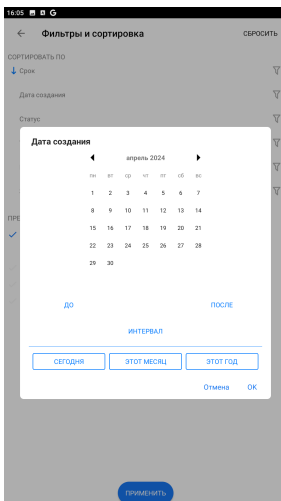 16:05 G
Фильтры и сортировка СБРОСИТЬ
СОРТИРОВАТЬ ПО
Срок
Дата создания
Статус
ПРЕ
Дата создания
апрель 2024
пн вт ср чт пт сб вс
1 2 3 4 5 6 7
8 9 10 11 12 13 14
15 16 17 18 19 20 21
22 23 24 25 26 27 28
29 30
ДО ПОСЛЕ
ИНТЕРВАЛ
СЕГОДНЯ ЭТОТ МЕСЯЦ ЭТОТ ГОД
Отмена OK
ПРИМЕНИТЬ